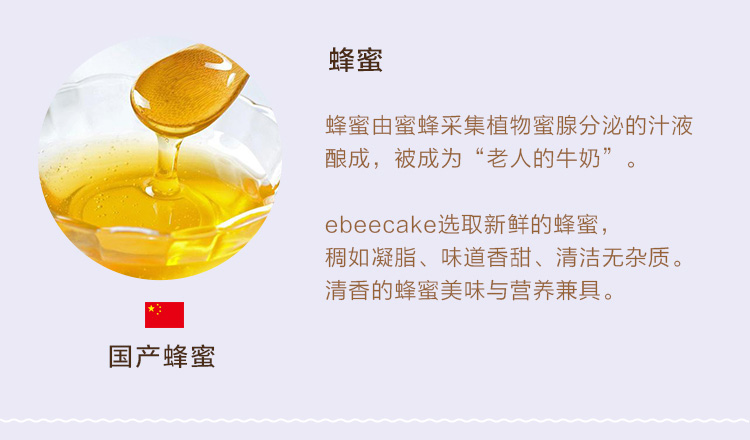 蜂蜜
蜂蜜由蜜蜂采集植物蜜腺分泌的汁液
酿成，被成为“老人的牛奶”。
ebeecake选取新鲜的蜂蜜，
稠如凝脂、味道香甜、清洁无杂质。
清香的蜂蜜美味与营养兼具。
国产蜂蜜